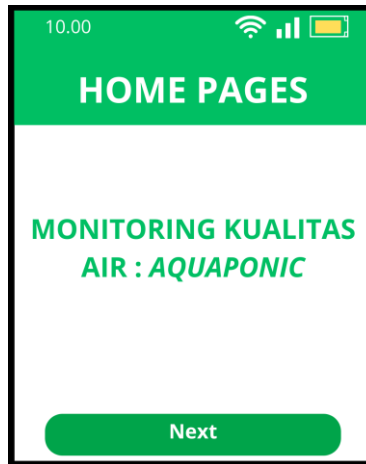 10.00
HOME PAGES
MONITORING KUALITAS
AIR : AQUAPONIC
Next